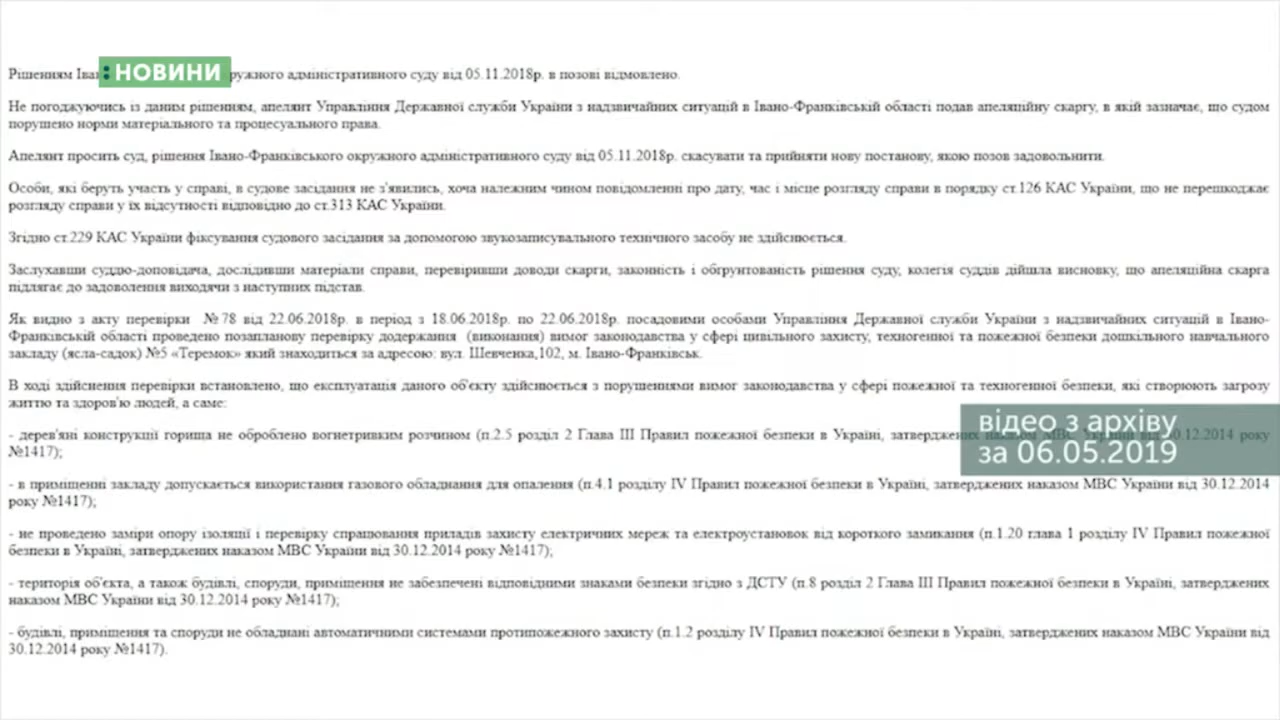 Рішенням Іва
: НОВИНИ
ружного адміністративного суду від 05.11.2018р. в позові відмовлено.
Не погоджуючись із даним рішенням, апелянт Управління Державної служби України з надзвичайних ситуацій в Івано-Франківській області подав апеляційну скаргу, в якій зазначає, що судом
порушено норми матеріального та процесуального права.
Апелянт просить суд, рішення Івано-Франківського окружного адміністративного суду від 05.11.2018р. скасувати та прийняти нову постанову, якою позов задовольнити.
Особи, які беруть участь у справі, в судове засідання не з'явились, хоча належним чином повідомленні про дату, час і місце розгляду справи в порядку ст.126 КАС України, що не перешкоджає
розгляду справи у їх відсутності відповідно до ст.313 КАС України.
Згідно ст.229 КАС України фіксування судового засідання за допомогою звукозаписувального технічного засобу не здійснюється.
Заслухавши суддю-доповідача, дослідивши матеріали справи, перевіривши доводи скарги, законність і обґрунтованість рішення суду, колегія суддів дійшла висновку, що апеляційна скарга
підлягає до задоволення виходячи з наступних підстав.
Як видно з акту перевірки №78 від 22.06.2018р. в період з 18.06.2018р. по 22.06.2018р. посадовими особами Управління Державної служби України з надзвичайних ситуацій в Івано-
Франківській області проведено позапланову перевірку додержання (виконання) вимог законодавства у сфері цивільного захисту, техногенної та пожежної безпеки дошкільного навчального
закладу (ясла-садок) №5 «Теремок» який знаходиться за адресою: вул. Шевченка,102, м. Івано-Франківськ.
В ході здійснення перевірки встановлено, що експлуатація даного об'єкту здійснюється з порушеннями вимог законодавства у сфері пожежної та техногенної безпеки, які створюють загрозу
життю та здоров'ю людей, а саме:
- дерев'яні конструкції горища не оброблено вогнетривким розчином (п.2.5 розділ 2 Глава III Правил пожежної безпеки в Україні, затверджених наказом МВС України від 30.12.2014 року
№1417);
відео з архіву
за 06.05.2019
- в приміщенні закладу допускається використання газового обладнання для опалення (п.4.1 розділу IV Правил пожежної безпеки в Україні, затверджених наказом МВС України від 30.12.2014
року №1417);
- не проведено заміри опору ізоляції і перевірку спрацювання приладів захисту електричних мереж та електроустановок від короткого замикання (п.1.20 глава 1 розділу IV Правил пожежної
безпеки в Україні, затверджених наказом МВС України від 30.12.2014 року №1417);
- територія об'єкта, а також будівлі, споруди, приміщення не забезпечені відповідними знаками безпеки згідно з ДСТУ (п.8 розділ 2 Глава III Правил пожежної безпеки в Україні, затверджених
наказом МВС України від 30.12.2014 року №1417);
- будівлі, приміщення та споруди не обладнані автоматичними системами протипожежного захисту (п.1.2 розділу IV Правил пожежної безпеки в Україні, затверджених наказом МВС України від
30.12.2014 року №1417).